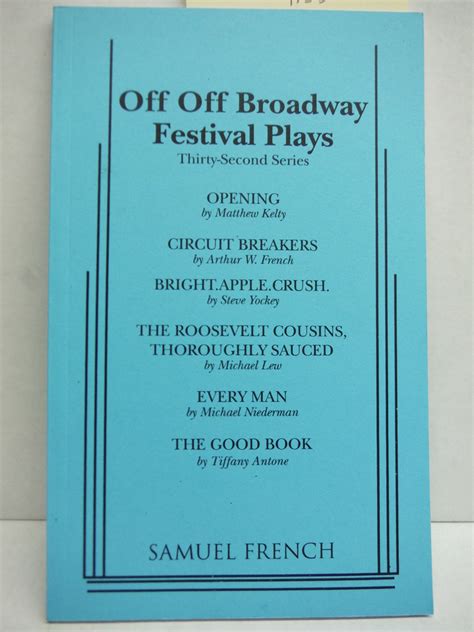 Off Off Broadway
Festival Plays
Thirty-Second Series
OPENING
by Matthew Kelty
CIRCUIT BREAKERS
by Arthur W. French
BRIGHT.APPLE.CRUSH.
by Steve Yockey
THE ROOSEVELT COUSINS,
THOROUGHLY SAUCED
by Michael Lew
EVERY MAN
by Michael Niederman
THE GOOD BOOK
by Tiffany Antone
SAMUEL FRENCH